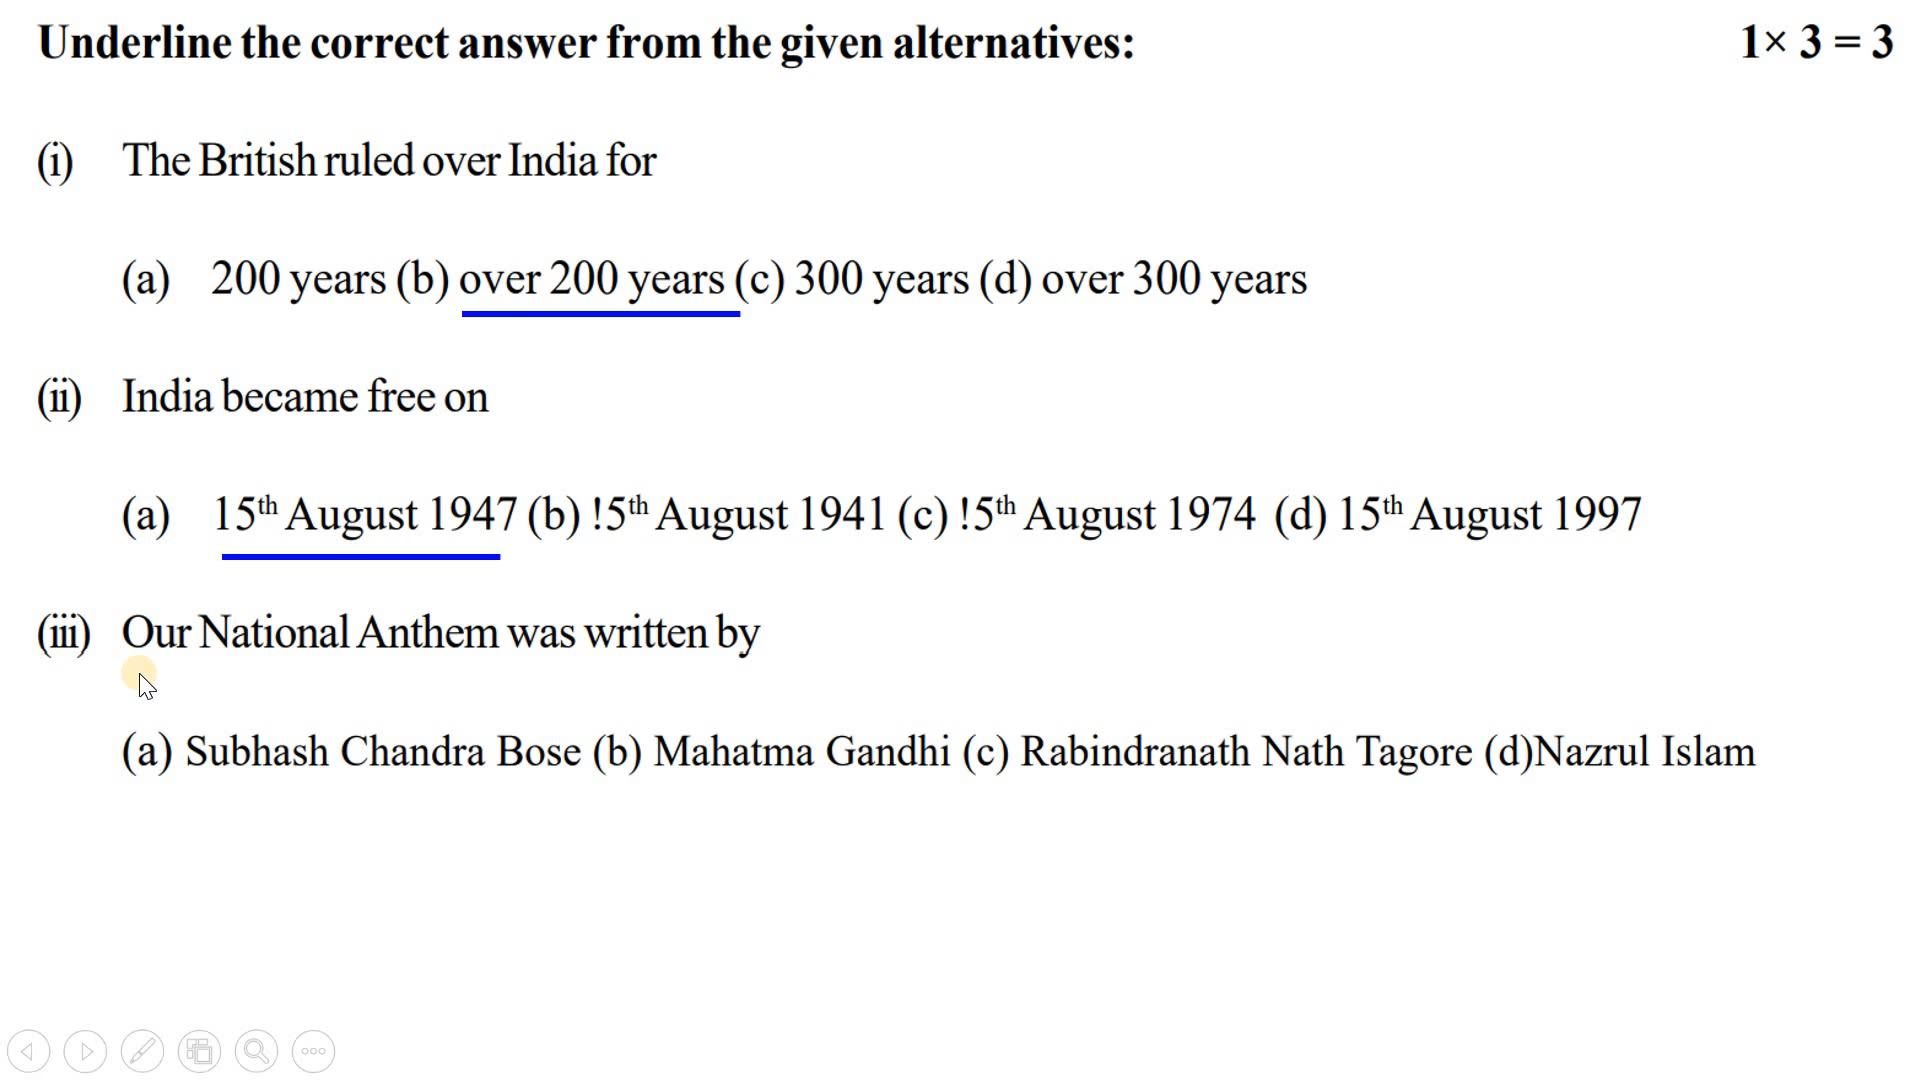 Underline the correct answer from the given alternatives: 1× 3 = 3
(i) The British ruled over India for
(a) 200 years (b) over 200 years (c) 300 years (d) over 300 years
(ii) India became free on
(a) 15th August 1947 (b) !5th August 1941 (c) !5th August 1974 (d) 15th August 1997
(iii) Our National Anthem was written by
(a) Subhash Chandra Bose (b) Mahatma Gandhi (c) Rabindranath Nath Tagore (d)Nazrul Islam